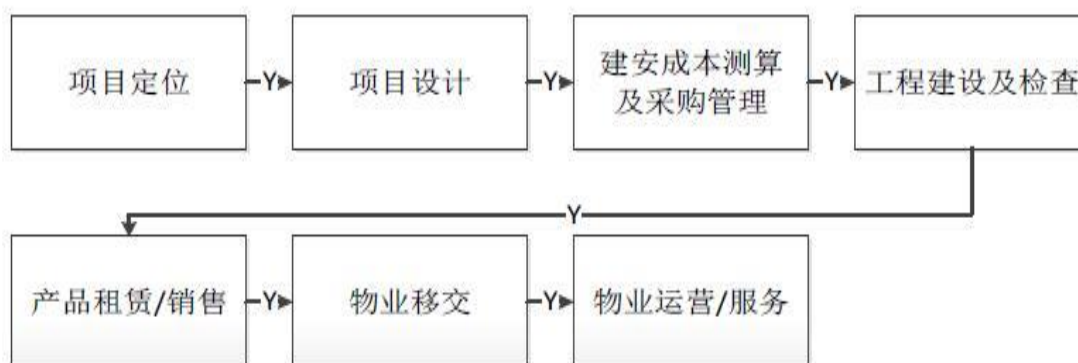 项目定位
Y
项目设计
Y
建安成本测算
及采购管理
Y
工程建设及检查
Y
产品租赁/销售
Y
物业移交
Y
物业运营/服务